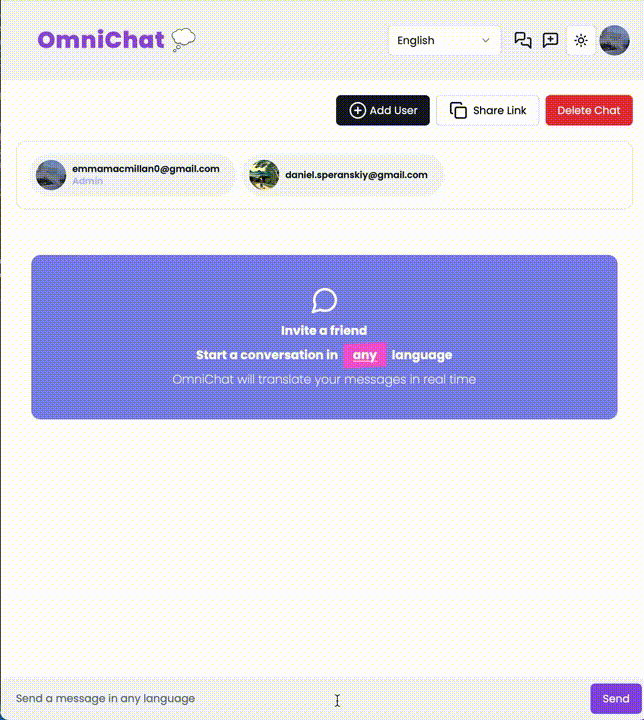 OmniChat
English
Add User
Share Link
Delete Chat
emmamacmillan0@gmail.com
Admin
daniel.speranskiy@gmail.com
Invite a friend
Start a conversation in any language
OmniChat will translate your messages in real time
Send a message in any language
Send